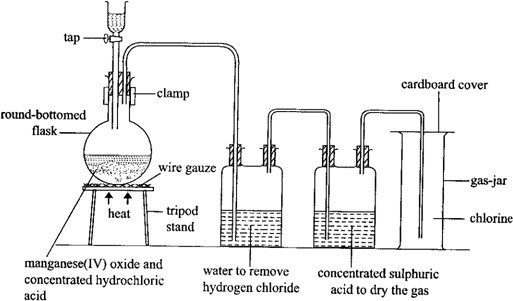 tap
cardboard cover
clamp
round-bottomed
flask
wire gauze
gas-jar
heat
tripod
stand
chlorine
manganese(IV) oxide and
concentrated hydrochloric
acid
water to remove
hydrogen chloride
concentrated sulphuric
acid to dry the gas